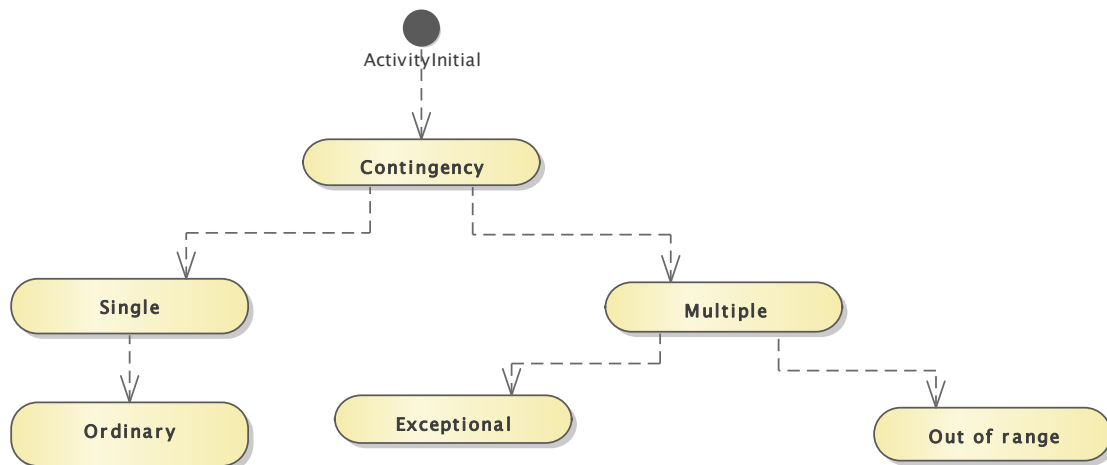 ActivityInitial
Contingency
Single
Multiple
Ordinary
Exceptional
Out of range